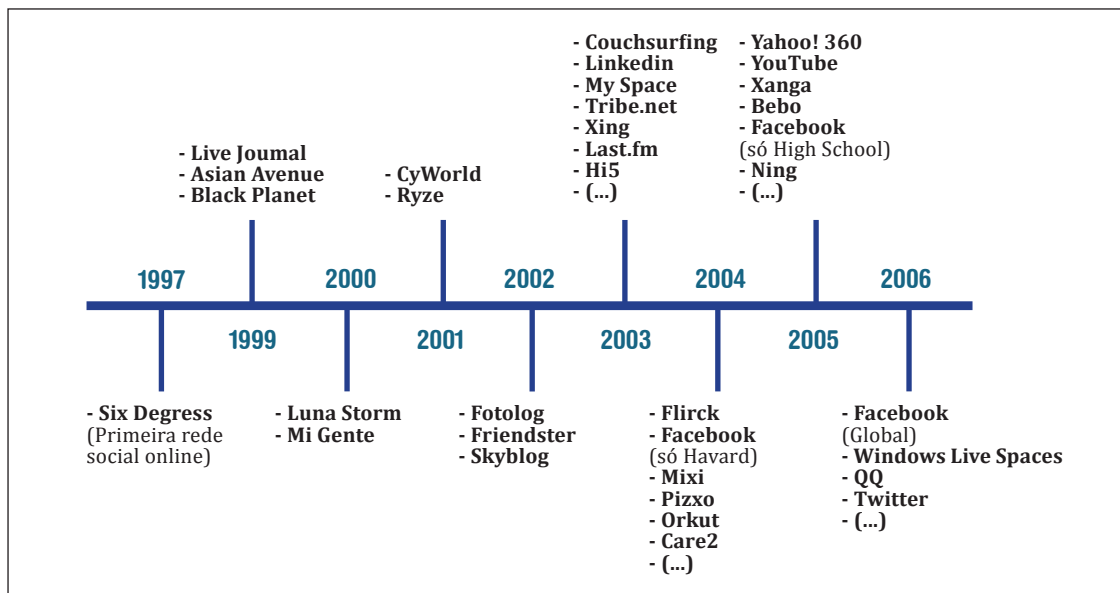 - Couchsurfing
- Linkedin
- My Space
- Tribe.net
- Xing
- Last.fm
- Hi5
- (...)
- Yahoo! 360
- YouTube
- Xanga
- Bebo
- Facebook
(só High School)
- Ning
- (...)
- Live Joumal
- Asian Avenue
- Black Planet
- CyWorld
- Ryze
1997
2000
2002
2004
2006
1999
2001
2003
2005
- Six Degress
(Primeira rede
social online)
- Luna Storm
- Mi Gente
- Fotolog
- Friendster
- Skyblog
- Flirck
- Facebook
(só Havard)
- Mixi
- Pizxo
- Orkut
- Care2
- (...)
- Facebook
(Global)
- Windows Live Spaces
- QQ
- Twitter
- (...)